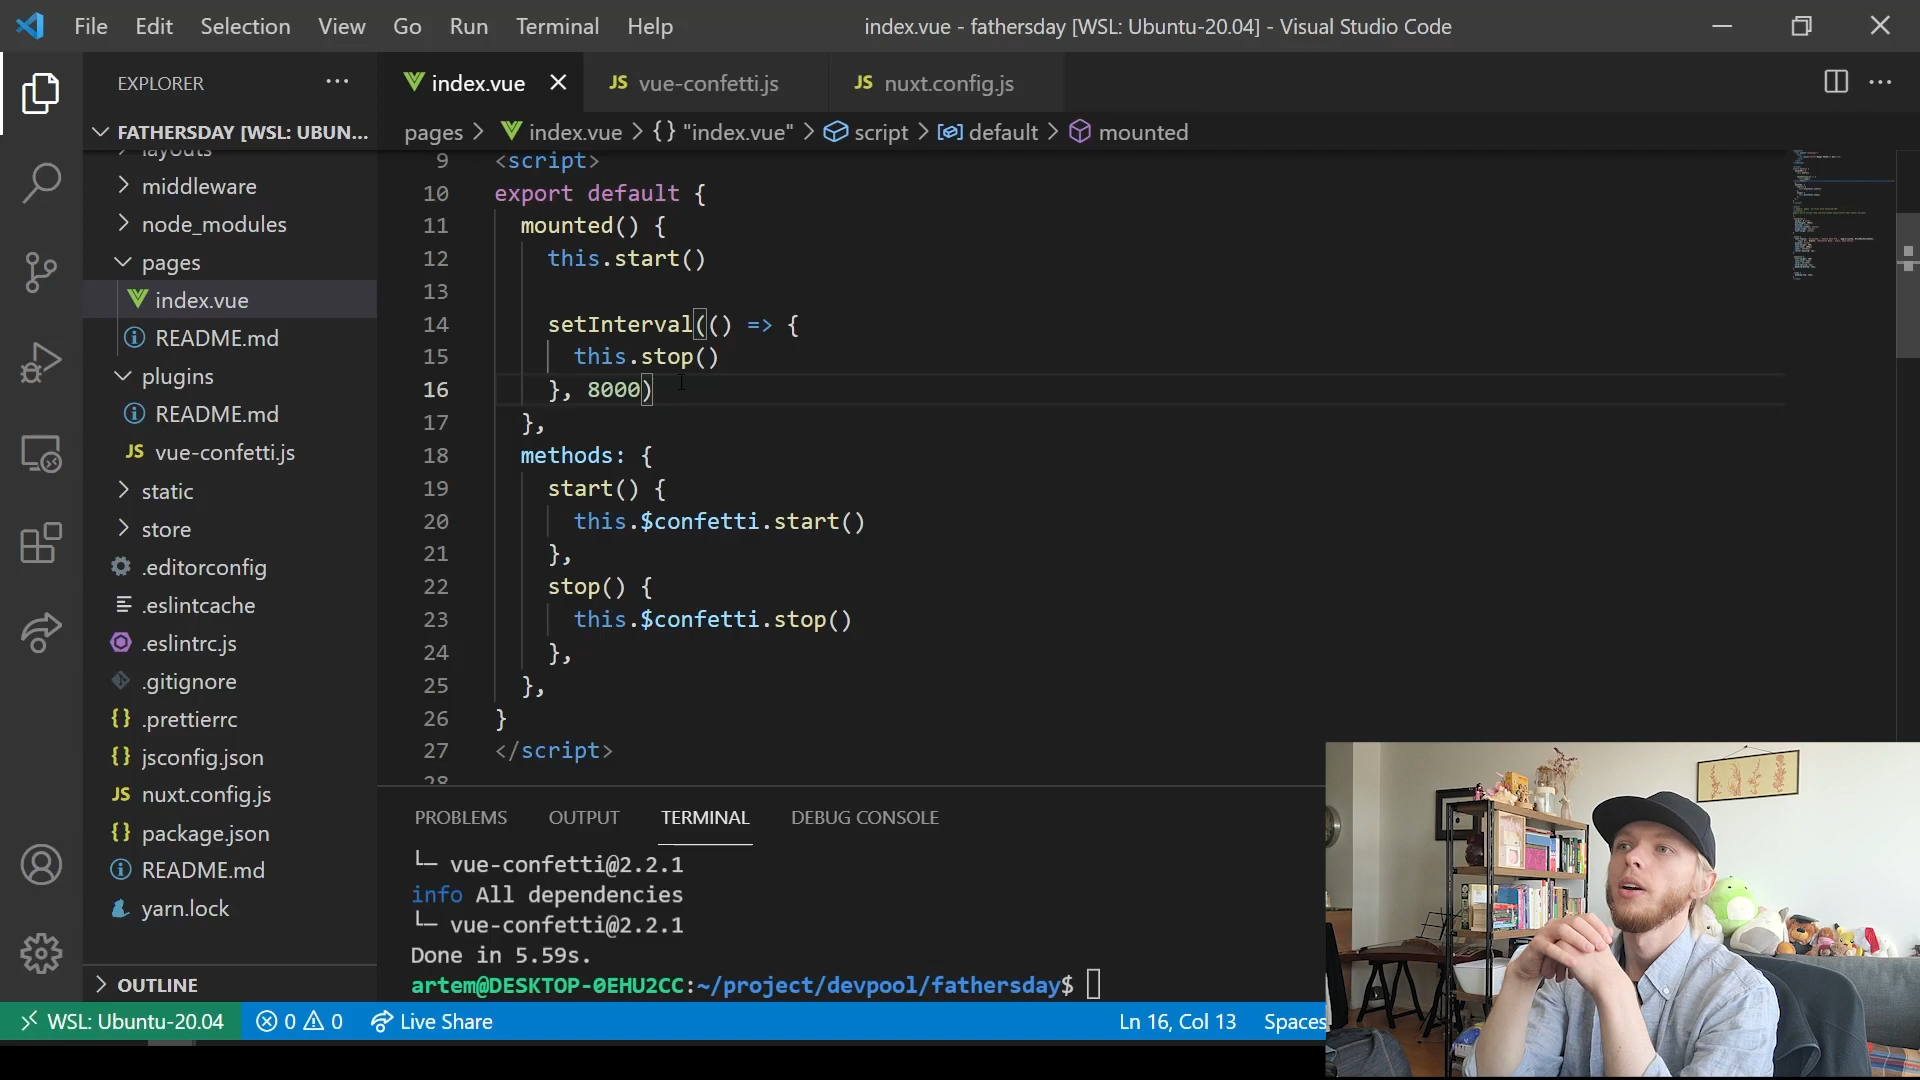 File Edit Selection View Go Run Terminal Help
index.vue - fathersday [WSL: Ubuntu-20.04] - Visual Studio Code
EXPLORER
FATHERSDAY [WSL: UBUN...
layouts
middleware
node_modules
pages
index.vue
README.md
plugins
README.md
JS vue-confetti.js
static
store
.editorconfig
.eslintcache
.eslintrc.js
.gitignore
{} .prettierrc
{} jsconfig.json
JS nuxt.config.js
{} package.json
README.md
yarn.lock
OUTLINE
index.vue
JS vue-confetti.js
JS nuxt.config.js
pages > index.vue > {} "index.vue" > script > default > mounted
9 <script>
10 export default {
11 mounted() {
12 this.start()
13
14 setInterval(() => {
15 this.stop()
16 }, 8000)
17 },
18 methods: {
19 start() {
20 this.$confetti.start()
21 },
22 stop() {
23 this.$confetti.stop()
24 },
25 },
26 }
27 </script>
28
PROBLEMS OUTPUT TERMINAL DEBUG CONSOLE
└─ vue-confetti@2.2.1
info All dependencies
└─ vue-confetti@2.2.1
Done in 5.59s.
artem@DESKTOP-0EHU2CC:~/project/devpool/fathersday$
WSL: Ubuntu-20.04 0 0 Live Share
Ln 16, Col 13 Spaces